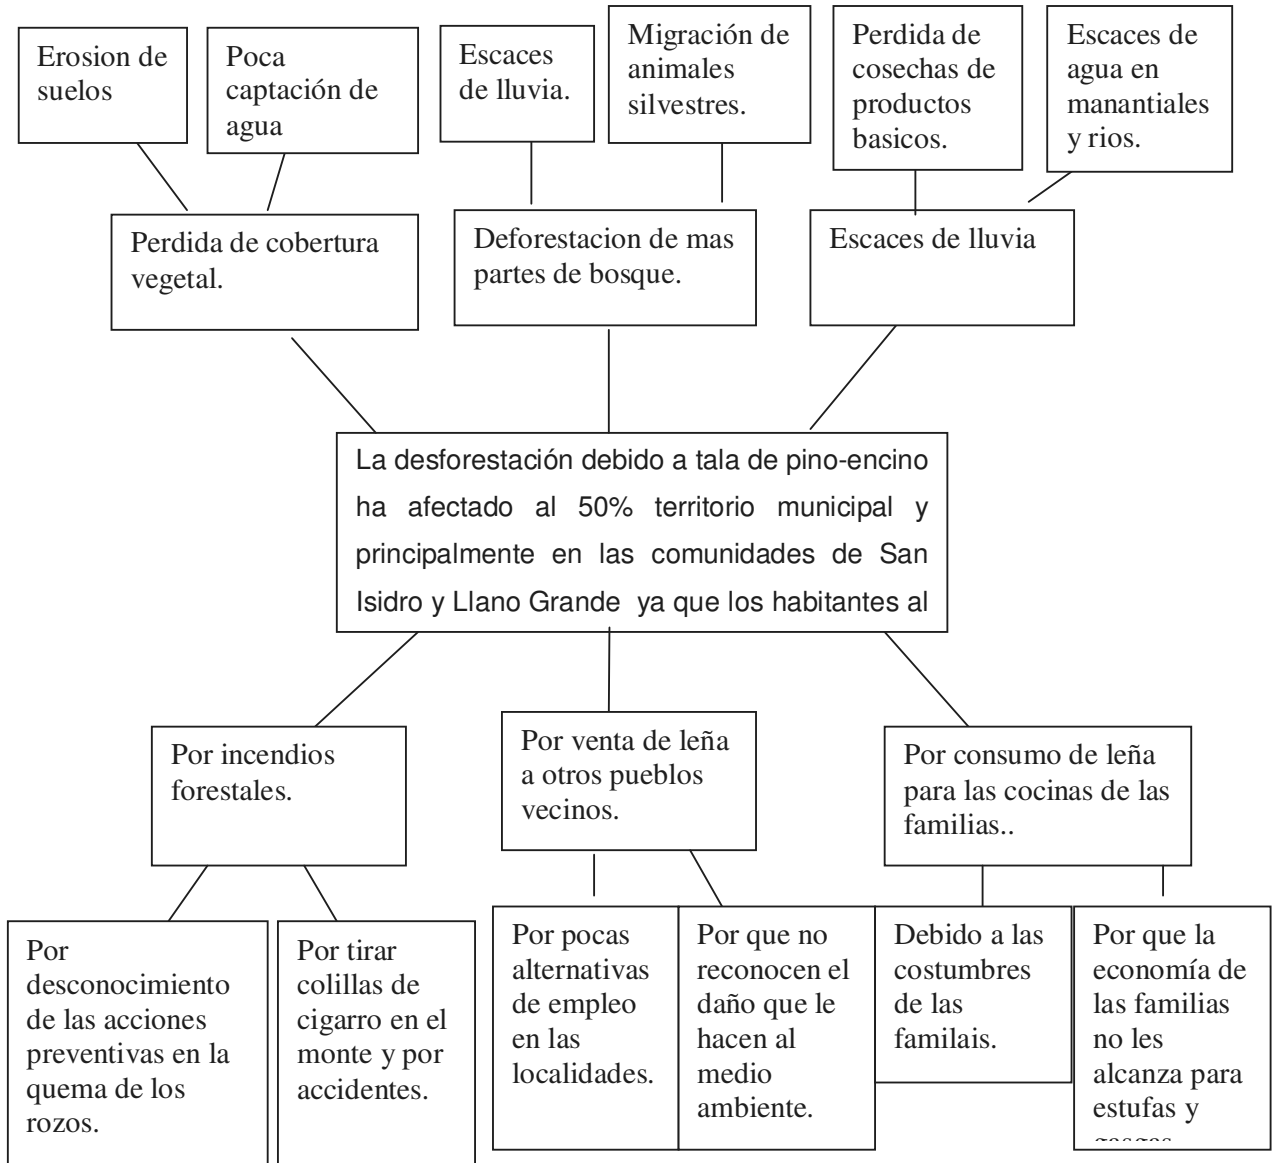 Erosion de
suelos
Poca
captación de
agua
Escaces
de lluvia.
Migración de
animales
silvestres.
Perdida de
cosechas de
productos
basicos.
Escaces de
agua en
manantiales
y rios.
Perdida de cobertura
vegetal.
Deforestacion de mas
partes de bosque.
Escaces de lluvia
La desforestación debido a tala de pino-encino
ha afectado al 50% territorio municipal y
principalmente en las comunidades de San
Isidro y Llano Grande ya que los habitantes al
Por incendios
forestales.
Por venta de leña
a otros pueblos
vecinos.
Por consumo de leña
para las cocinas de las
familias..
Por
desconocimiento
de las acciones
preventivas en la
quema de los
rozos.
Por tirar
colillas de
cigarro en el
monte y por
accidentes.
Por pocas
alternativas
de empleo
en las
localidades.
Por que no
reconocen el
daño que le
hacen al
medio
ambiente.
Debido a las
costumbres
de las
familais.
Por que la
economía de
las familias
no les
alcanza para
estufas y